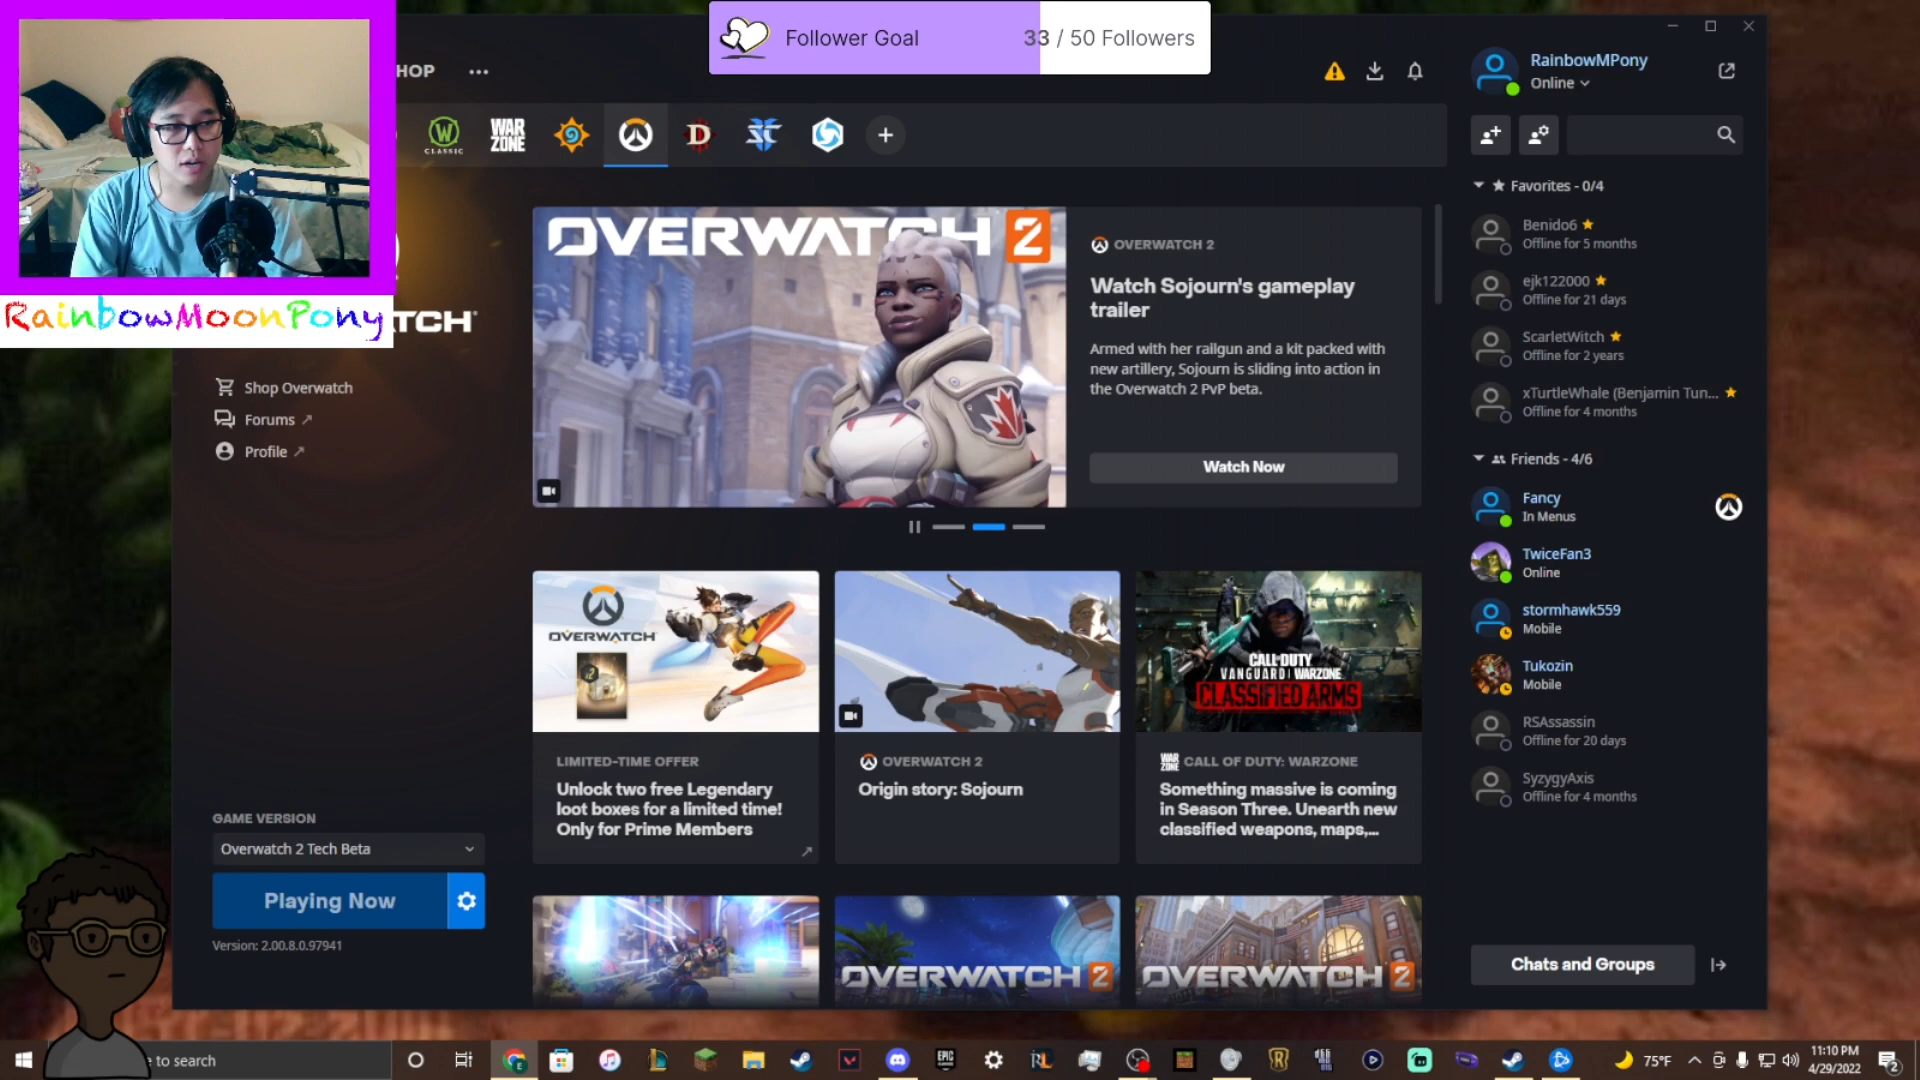 Follower Goal
33 / 50 Followers
HOP
RainbowMPony
Online
CLASSIC
WAR
ZONE
RainbowMoonPony
TCH
Shop Overwatch
Forums
Profile
GAME VERSION
Overwatch 2 Tech Beta
Playing Now
Version: 2.00.8.0.97941
OVERWATCH 2
OVERWATCH 2
Watch Sojourn's gameplay
trailer
Armed with her railgun and a kit packed with
new artillery, Sojourn is sliding into action in
the Overwatch 2 PvP beta.
Watch Now
OVERWATCH
LIMITED-TIME OFFER
Unlock two free Legendary
loot boxes for a limited time!
Only for Prime Members
OVERWATCH 2
Origin story: Sojourn
CALL OF DUTY
VANGUARD | WARZONE
CLASSIFIED ARMS
WAR
ZONE
CALL OF DUTY: WARZONE
Something massive is coming
in Season Three. Unearth new
classified weapons, maps,...
OVERWATCH 2
OVERWATCH 2
Favorites - 0/4
Benido6
Offline for 5 months
ejk122000
Offline for 21 days
ScarletWitch
Offline for 2 years
xTurtleWhale (Benjamin Tun...
Offline for 4 months
Friends - 4/6
Fancy
In Menus
TwiceFan3
Online
stormhawk559
Mobile
Tukozin
Mobile
RSAssassin
Offline for 20 days
SyzygyAxis
Offline for 4 months
Chats and Groups
e to search
EPIC
RL
75°F
11:10 PM
4/29/2022
2